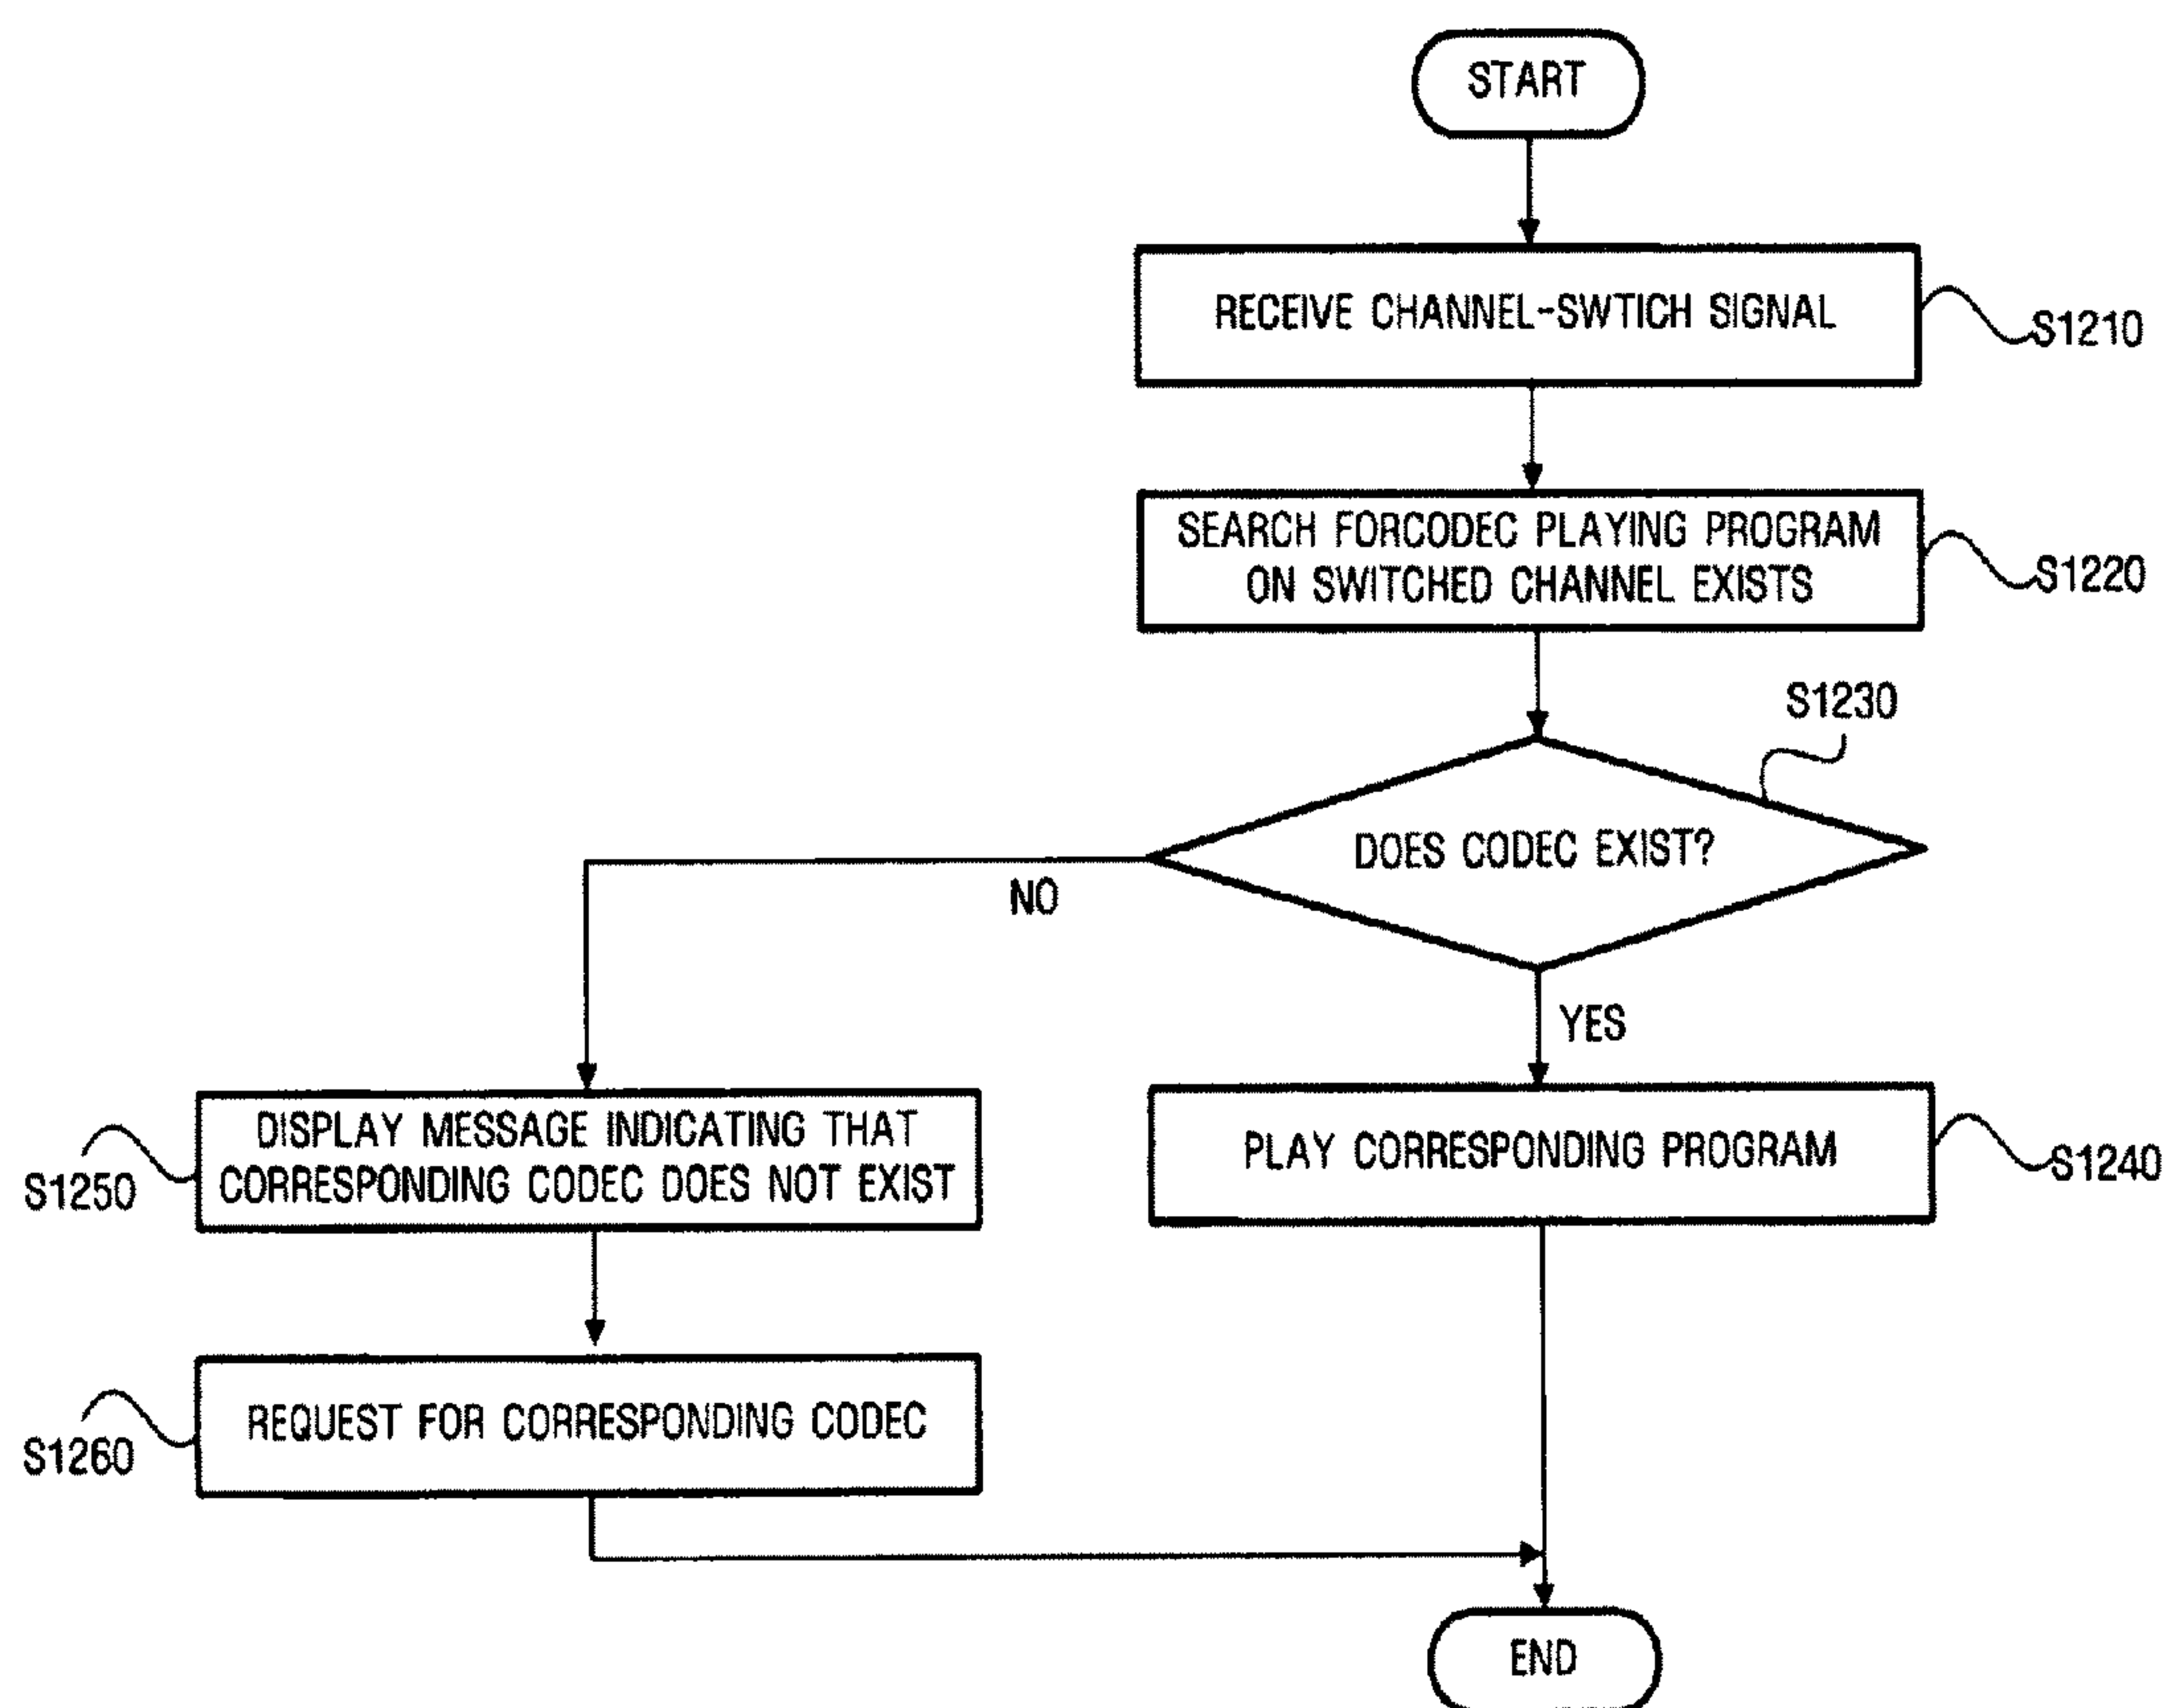 START
RECEIVE CHANNEL-SWTICH SIGNAL
S1210
SEARCH FORCODEC PLAYING PROGRAM
ON SWITCHED CHANNEL EXISTS
S1220
S1230
DOES CODEC EXIST?
NO
YES
DISPLAY MESSAGE INDICATING THAT
CORRESPONDING CODEC DOES NOT EXIST
S1250
PLAY CORRESPONDING PROGRAM
S1240
REQUEST FOR CORRESPONDING CODEC
S1260
END